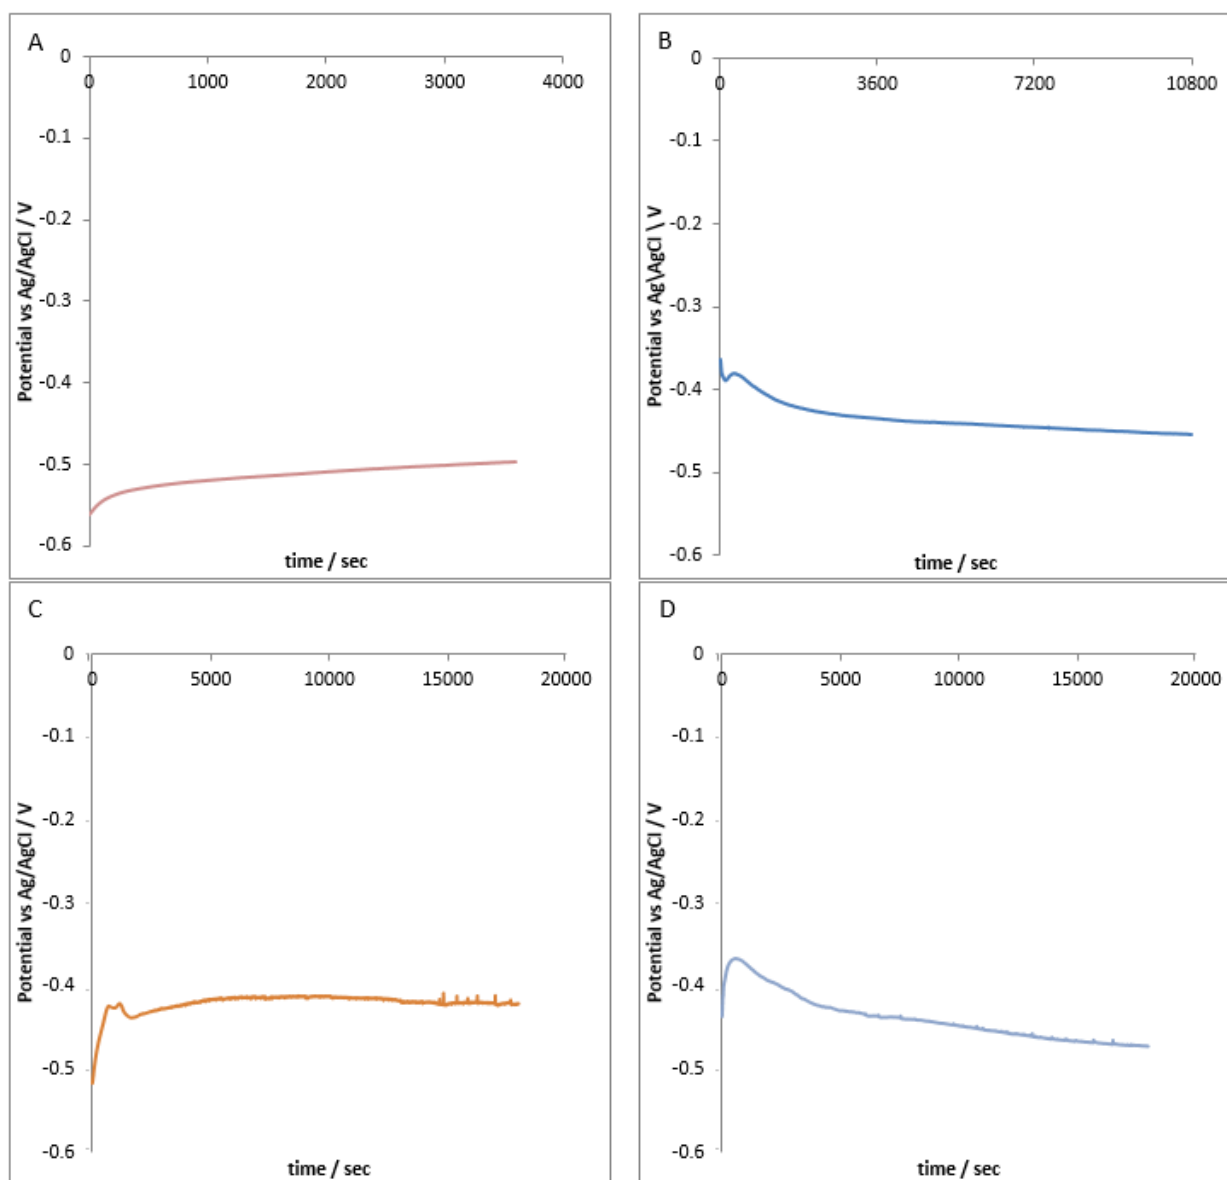 A
0
0 1000 2000 3000 4000
-0.1
-0.2
-0.3
-0.4
-0.5
-0.6
Potential vs Ag/AgCl / V
time / sec
B
0
0 3600 7200 10800
-0.1
-0.2
-0.3
-0.4
-0.5
-0.6
Potential vs Ag\AgCl \ V
time / sec
C
0
0 5000 10000 15000 20000
-0.1
-0.2
-0.3
-0.4
-0.5
-0.6
Potential vs Ag/AgCl / V
time / sec
D
0
0 5000 10000 15000 20000
-0.1
-0.2
-0.3
-0.4
-0.5
-0.6
Potential vs Ag/AgCl / V
time / sec